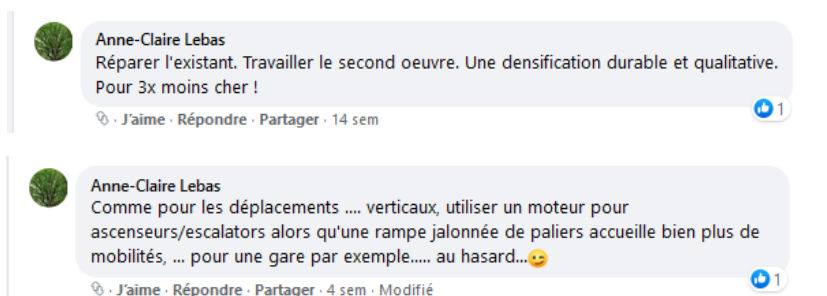 Anne-Claire Lebas
Réparer l'existant. Travailler le second oeuvre. Une densification durable et qualitative.
Pour 3x moins cher !
1
· J'aime · Répondre · Partager · 14 sem
Anne-Claire Lebas
Comme pour les déplacements .... verticaux, utiliser un moteur pour
ascenseurs/escalators alors qu'une rampe jalonnée de paliers accueille bien plus de
mobilités, ... pour une gare par exemple..... au hasard...😉
1
· J'aime · Répondre · Partager · 4 sem · Modifié